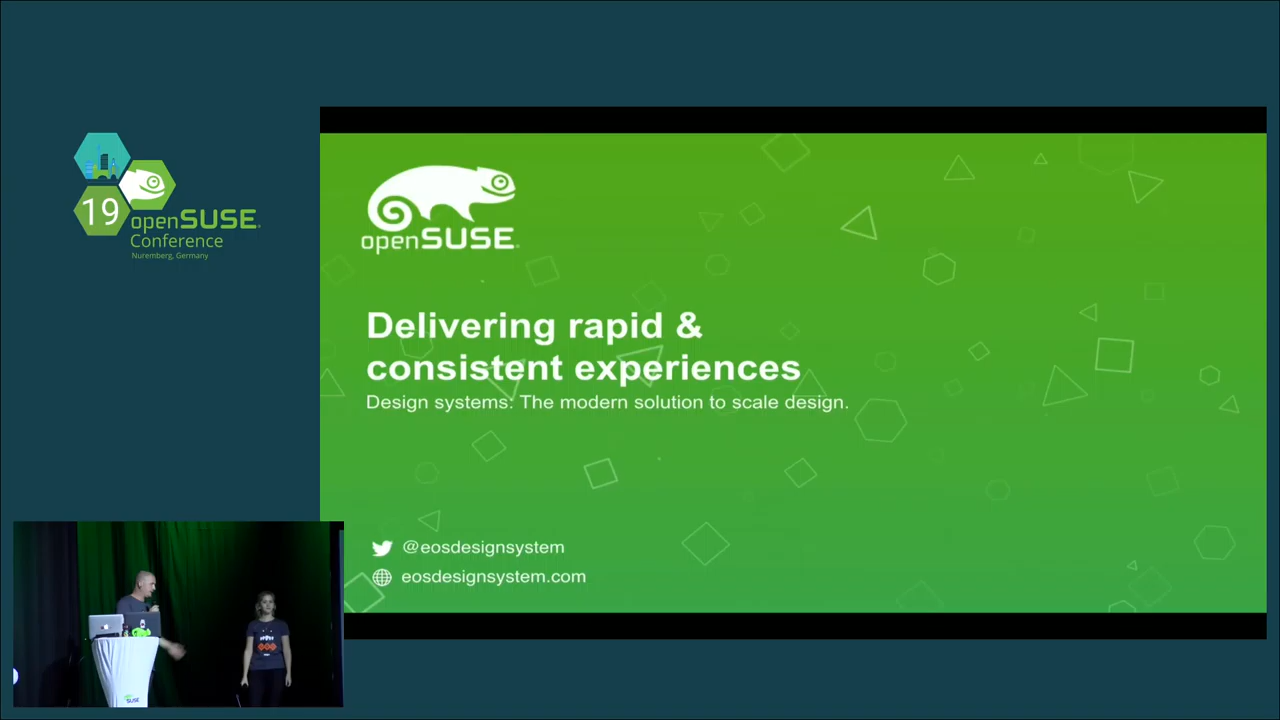 19
openSUSE
Conference
Nuremberg, Germany
openSUSE
Delivering rapid &
consistent experiences
Design systems: The modern solution to scale design.
@eosdesignsystem
eosdesignsystem.com
SUSE